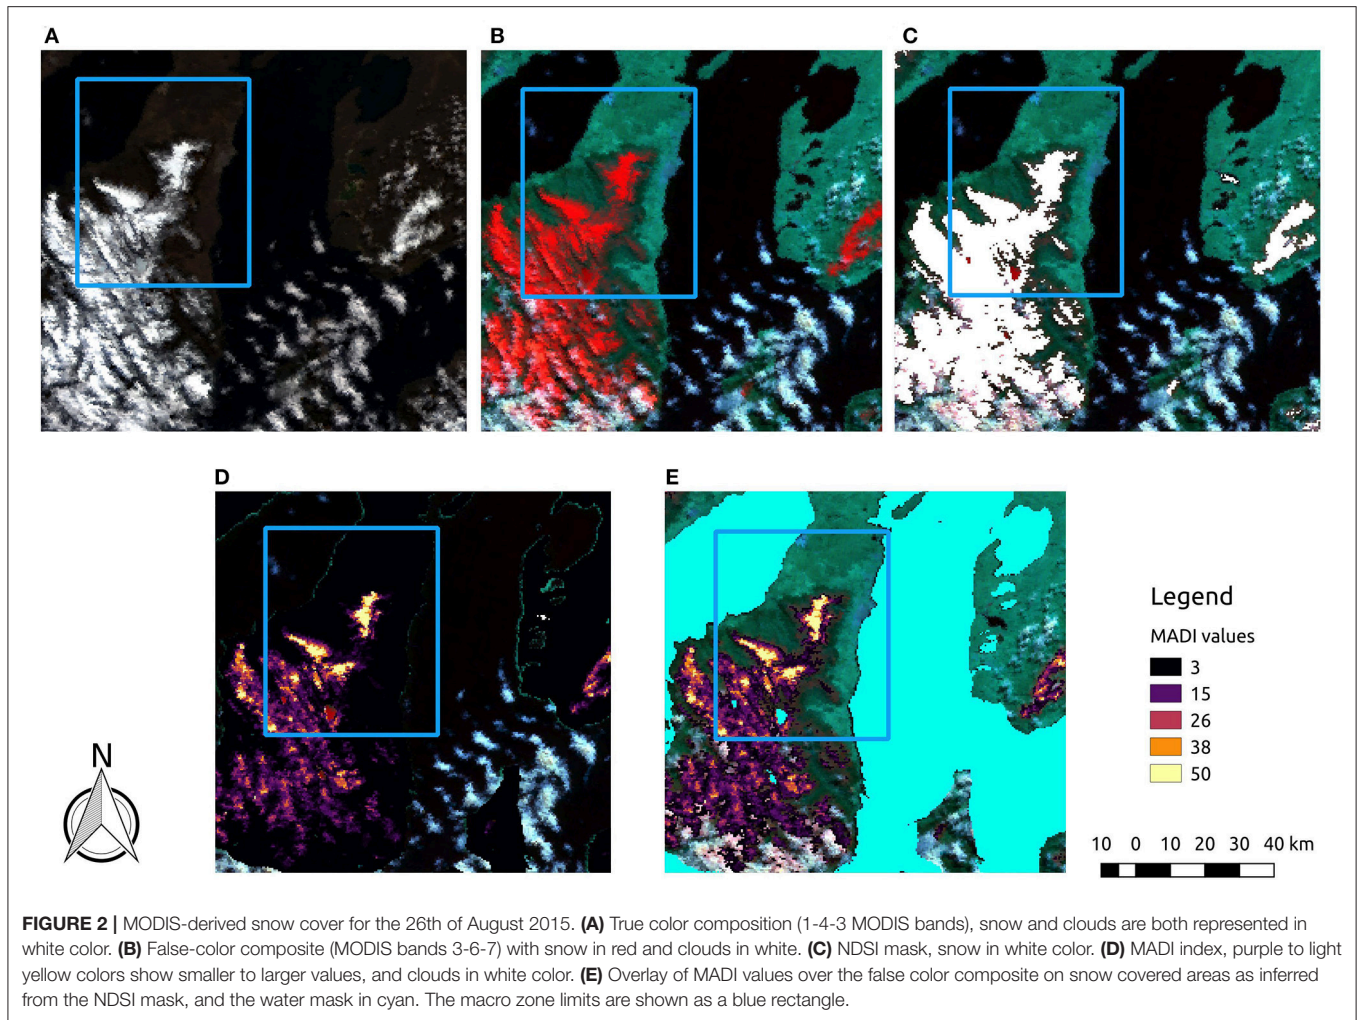 A
B
C
D
E
Legend
MADI values
3
15
26
38
50
N
10 0 10 20 30 40 km
FIGURE 2 | MODIS-derived snow cover for the 26th of August 2015. (A) True color composition (1-4-3 MODIS bands), snow and clouds are both represented in
white color. (B) False-color composite (MODIS bands 3-6-7) with snow in red and clouds in white. (C) NDSI mask, snow in white color. (D) MADI index, purple to light
yellow colors show smaller to larger values, and clouds in white color. (E) Overlay of MADI values over the false color composite on snow covered areas as inferred
from the NDSI mask, and the water mask in cyan. The macro zone limits are shown as a blue rectangle.